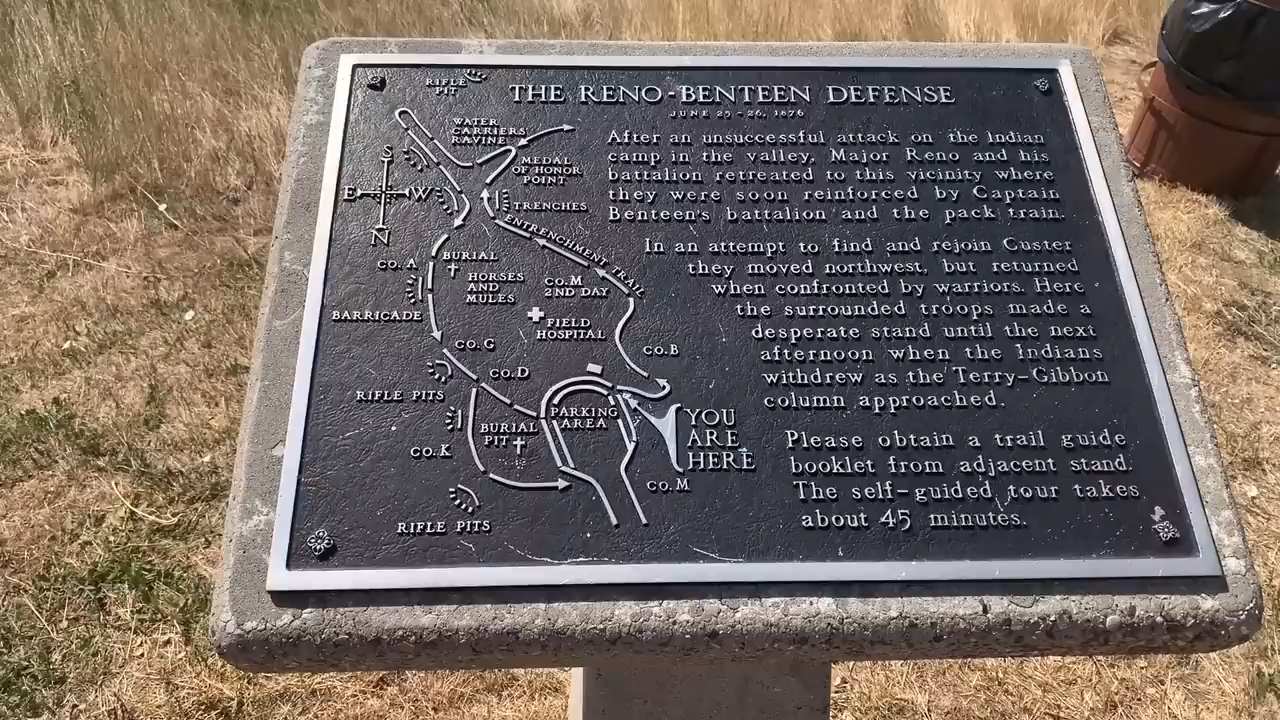 THE RENO-BENTEEN DEFENSE
JUNE 25-26, 1876
After an unsuccessful attack on the Indian
camp in the valley, Major Reno and his
battalion retreated to this vicinity where
they were soon reinforced by Captain
Benteen's battalion and the pack train.
In an attempt to find and rejoin Custer
they moved northwest, but returned
when confronted by warriors. Here
the surrounded troops made a
desperate stand until the next
afternoon when the Indians
withdrew as the Terry-Gibbon
column approached.
Please obtain a trail guide
booklet from adjacent stand.
The self-guided tour takes
about 45 minutes.
RIFLE
PIT
WATER
CARRIERS
RAVINE
MEDAL
OF HONOR
POINT
S
E
W
N
TRENCHES
ENTRENCHMENT TRAIL
BURIAL
CO. A
HORSES
AND
MULES
CO. M
2ND DAY
BARRICADE
FIELD
HOSPITAL
CO. G
CO. B
CO. D
RIFLE PITS
PARKING
AREA
YOU
ARE
HERE
BURIAL
PIT
CO. K
CO. M
RIFLE PITS